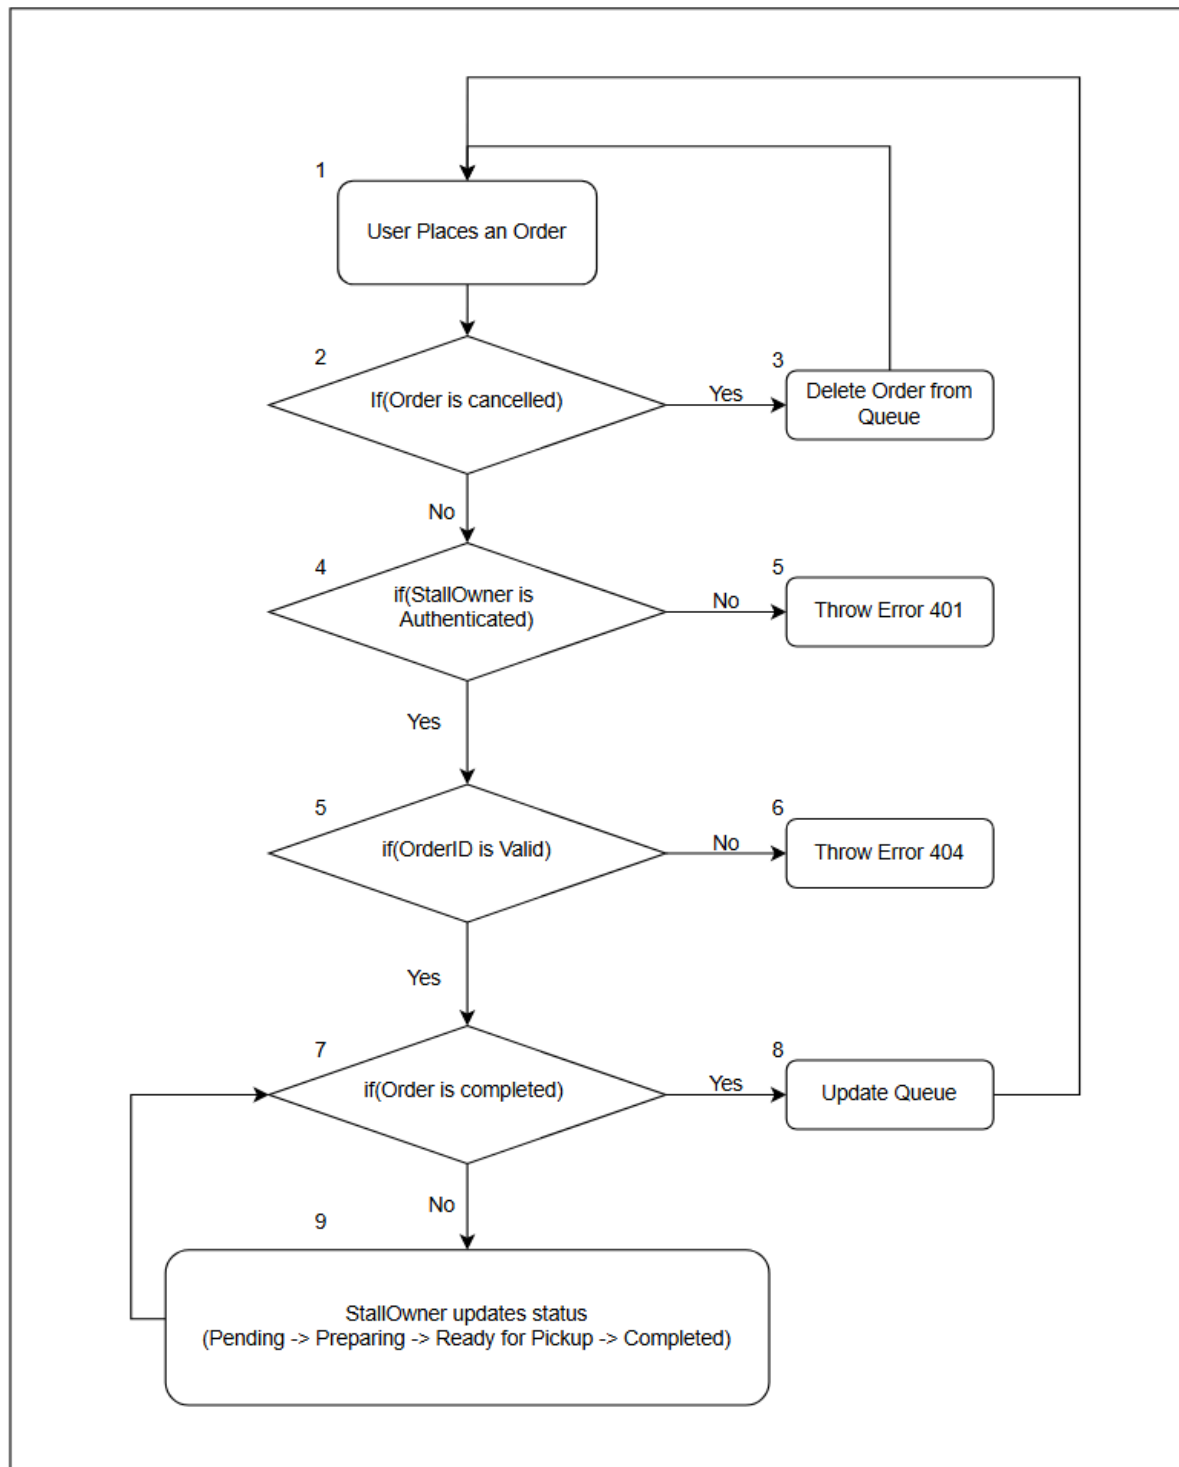 1
User Places an Order
2
If(Order is cancelled)
Yes
3
Delete Order from
Queue
No
4
if(StallOwner is
Authenticated)
No
5
Throw Error 401
Yes
5
if(OrderID is Valid)
No
6
Throw Error 404
Yes
7
if(Order is completed)
Yes
8
Update Queue
No
9
StallOwner updates status
(Pending -> Preparing -> Ready for Pickup -> Completed)